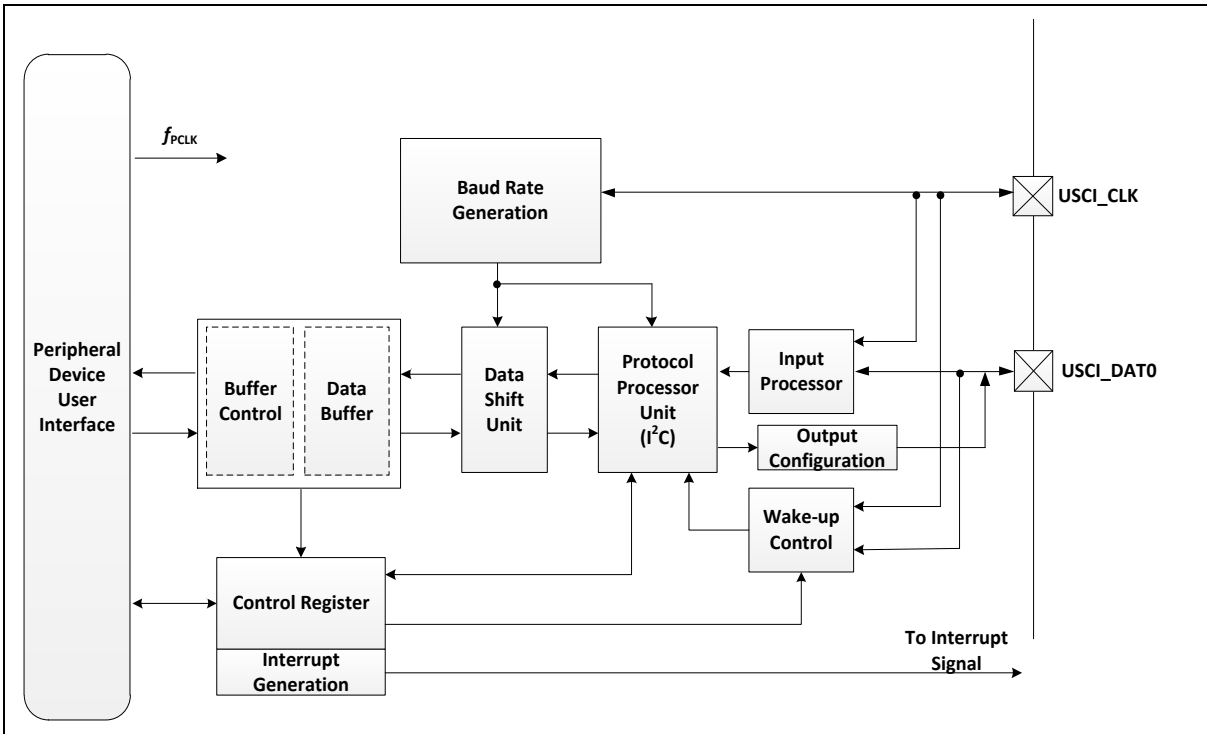 f PCLK
Baud Rate
Generation
USCI_CLK
Peripheral
Device
User
Interface
Buffer
Control
Data
Buffer
Data
Shift
Unit
Protocol
Processor
Unit
(I²C)
Input
Processor
USCI_DAT0
Output
Configuration
Wake-up
Control
Control Register
Interrupt
Generation
To Interrupt
Signal